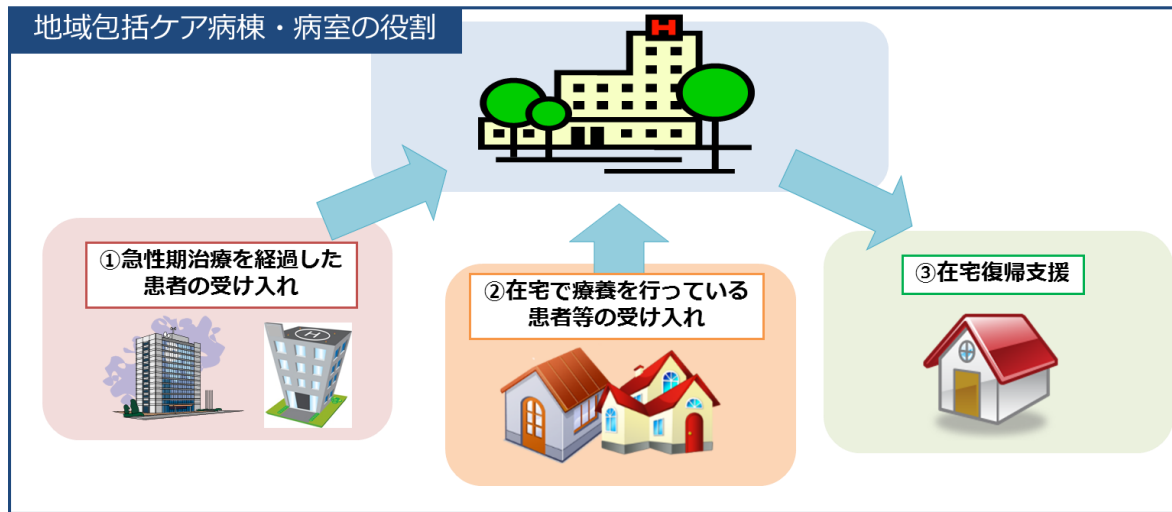 地域包括ケア病棟・病室の役割
H
①急性期治療を経過した
患者の受け入れ
H
②在宅で療養を行っている
患者等の受け入れ
③在宅復帰支援